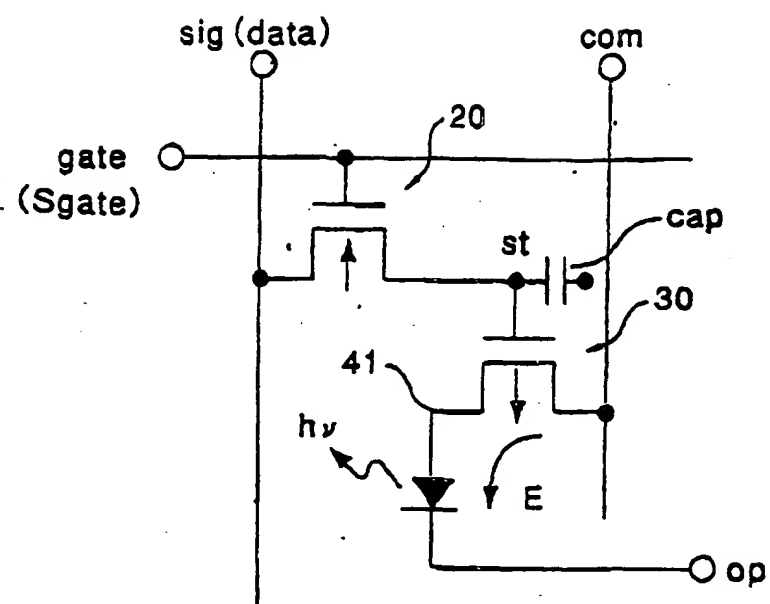 sig (data)
com
gate
(Sgate)
20
st
cap
30
41
hν
E
op